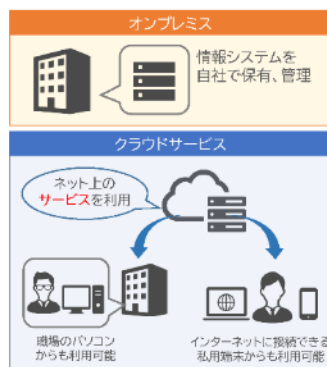 オンプレミス
情報システムを
自社で保有、管理
クラウドサービス
ネット上の
サービスを利用
職場のパソコン
からも利用可能
インターネットに接続できる
私用端末からも利用可能